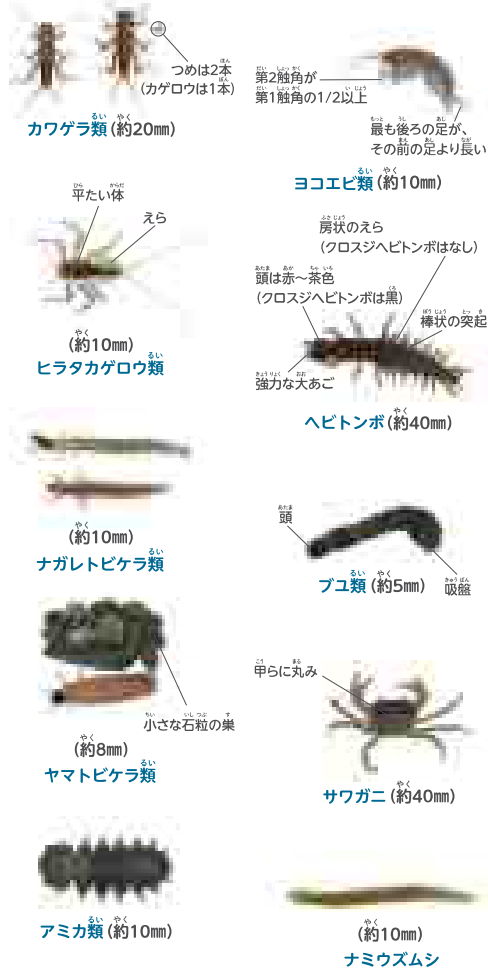 つめは2本
(カゲロウは1本)
カワゲラ類(約20㎜)
第2触角が
第1触角の1/2以上
最も後ろの足が、
その前の足より長い
ヨコエビ類(約10㎜)
平たい体
えら
(約10㎜)
ヒラタカゲロウ類
房状のえら
(クロスジヘビトンボはなし)
頭は赤〜茶色
(クロスジヘビトンボは黒)
棒状の突起
強力な大あご
ヘビトンボ(約40㎜)
(約10㎜)
ナガレトビケラ類
頭
吸盤
ブユ類(約5㎜)
小さな石粒の巣
(約8㎜)
ヤマトビケラ類
甲らに丸み
サワガニ(約40㎜)
アミカ類(約10㎜)
(約10㎜)
ナミウズムシ